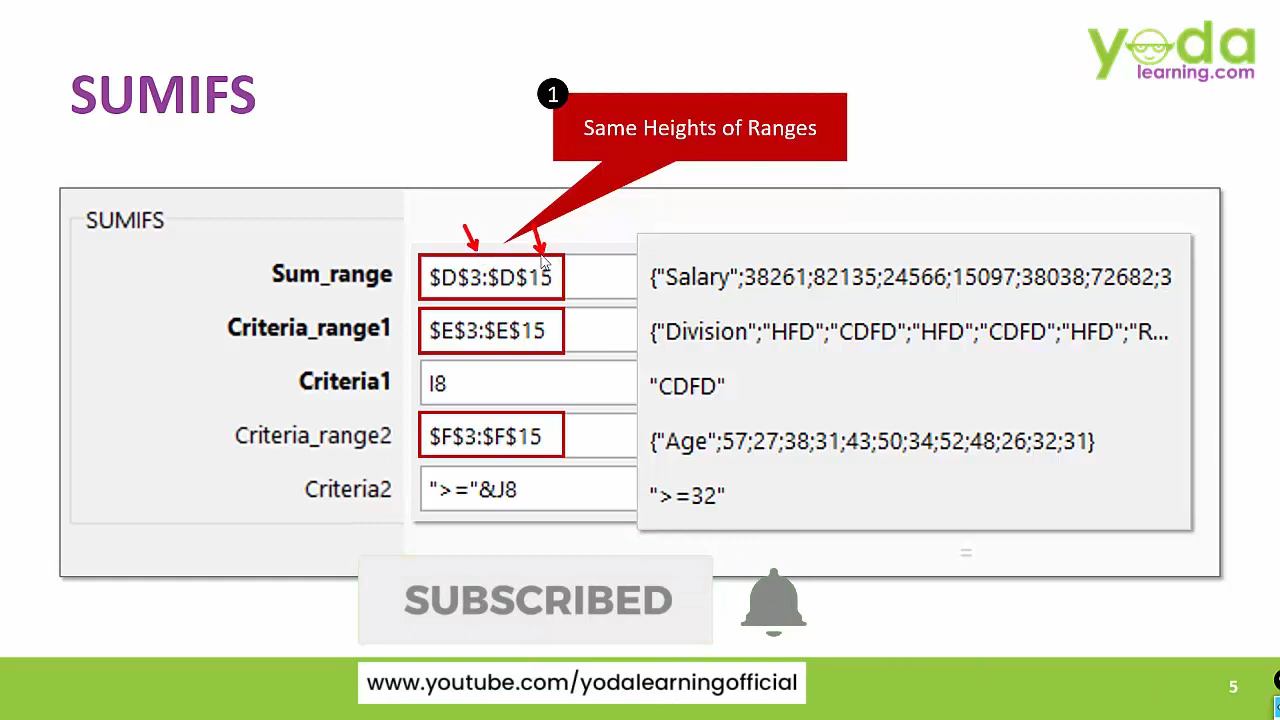 yoda
learning.com
SUMIFS
1
Same Heights of Ranges
SUMIFS
Sum_range $D$3:$D$15 {"Salary";38261;82135;24566;15097;38038;72682;3
Criteria_range1 $E$3:$E$15 {"Division";"HFD";"CDFD";"HFD";"CDFD";"HFD";"R...
Criteria1 I8 "CDFD"
Criteria_range2 $F$3:$F$15 {"Age";57;27;38;31;43;50;34;52;48;26;32;31}
Criteria2 ">="&J8 ">=32"
=
SUBSCRIBED
www.youtube.com/yodalearningofficial
5